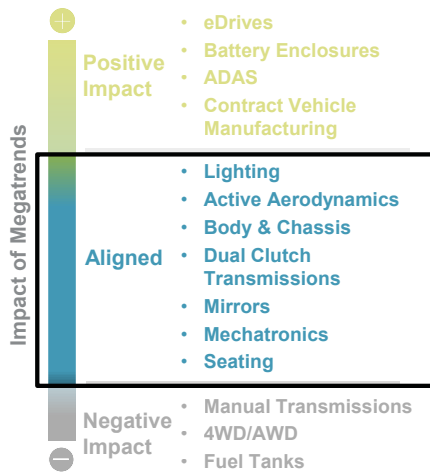 Impact of Megatrends
Positive
Impact
• eDrives
• Battery Enclosures
• ADAS
• Contract Vehicle
Manufacturing
Aligned
• Lighting
• Active Aerodynamics
• Body & Chassis
• Dual Clutch
Transmissions
• Mirrors
• Mechatronics
• Seating
Negative
Impact
• Manual Transmissions
• 4WD/AWD
• Fuel Tanks